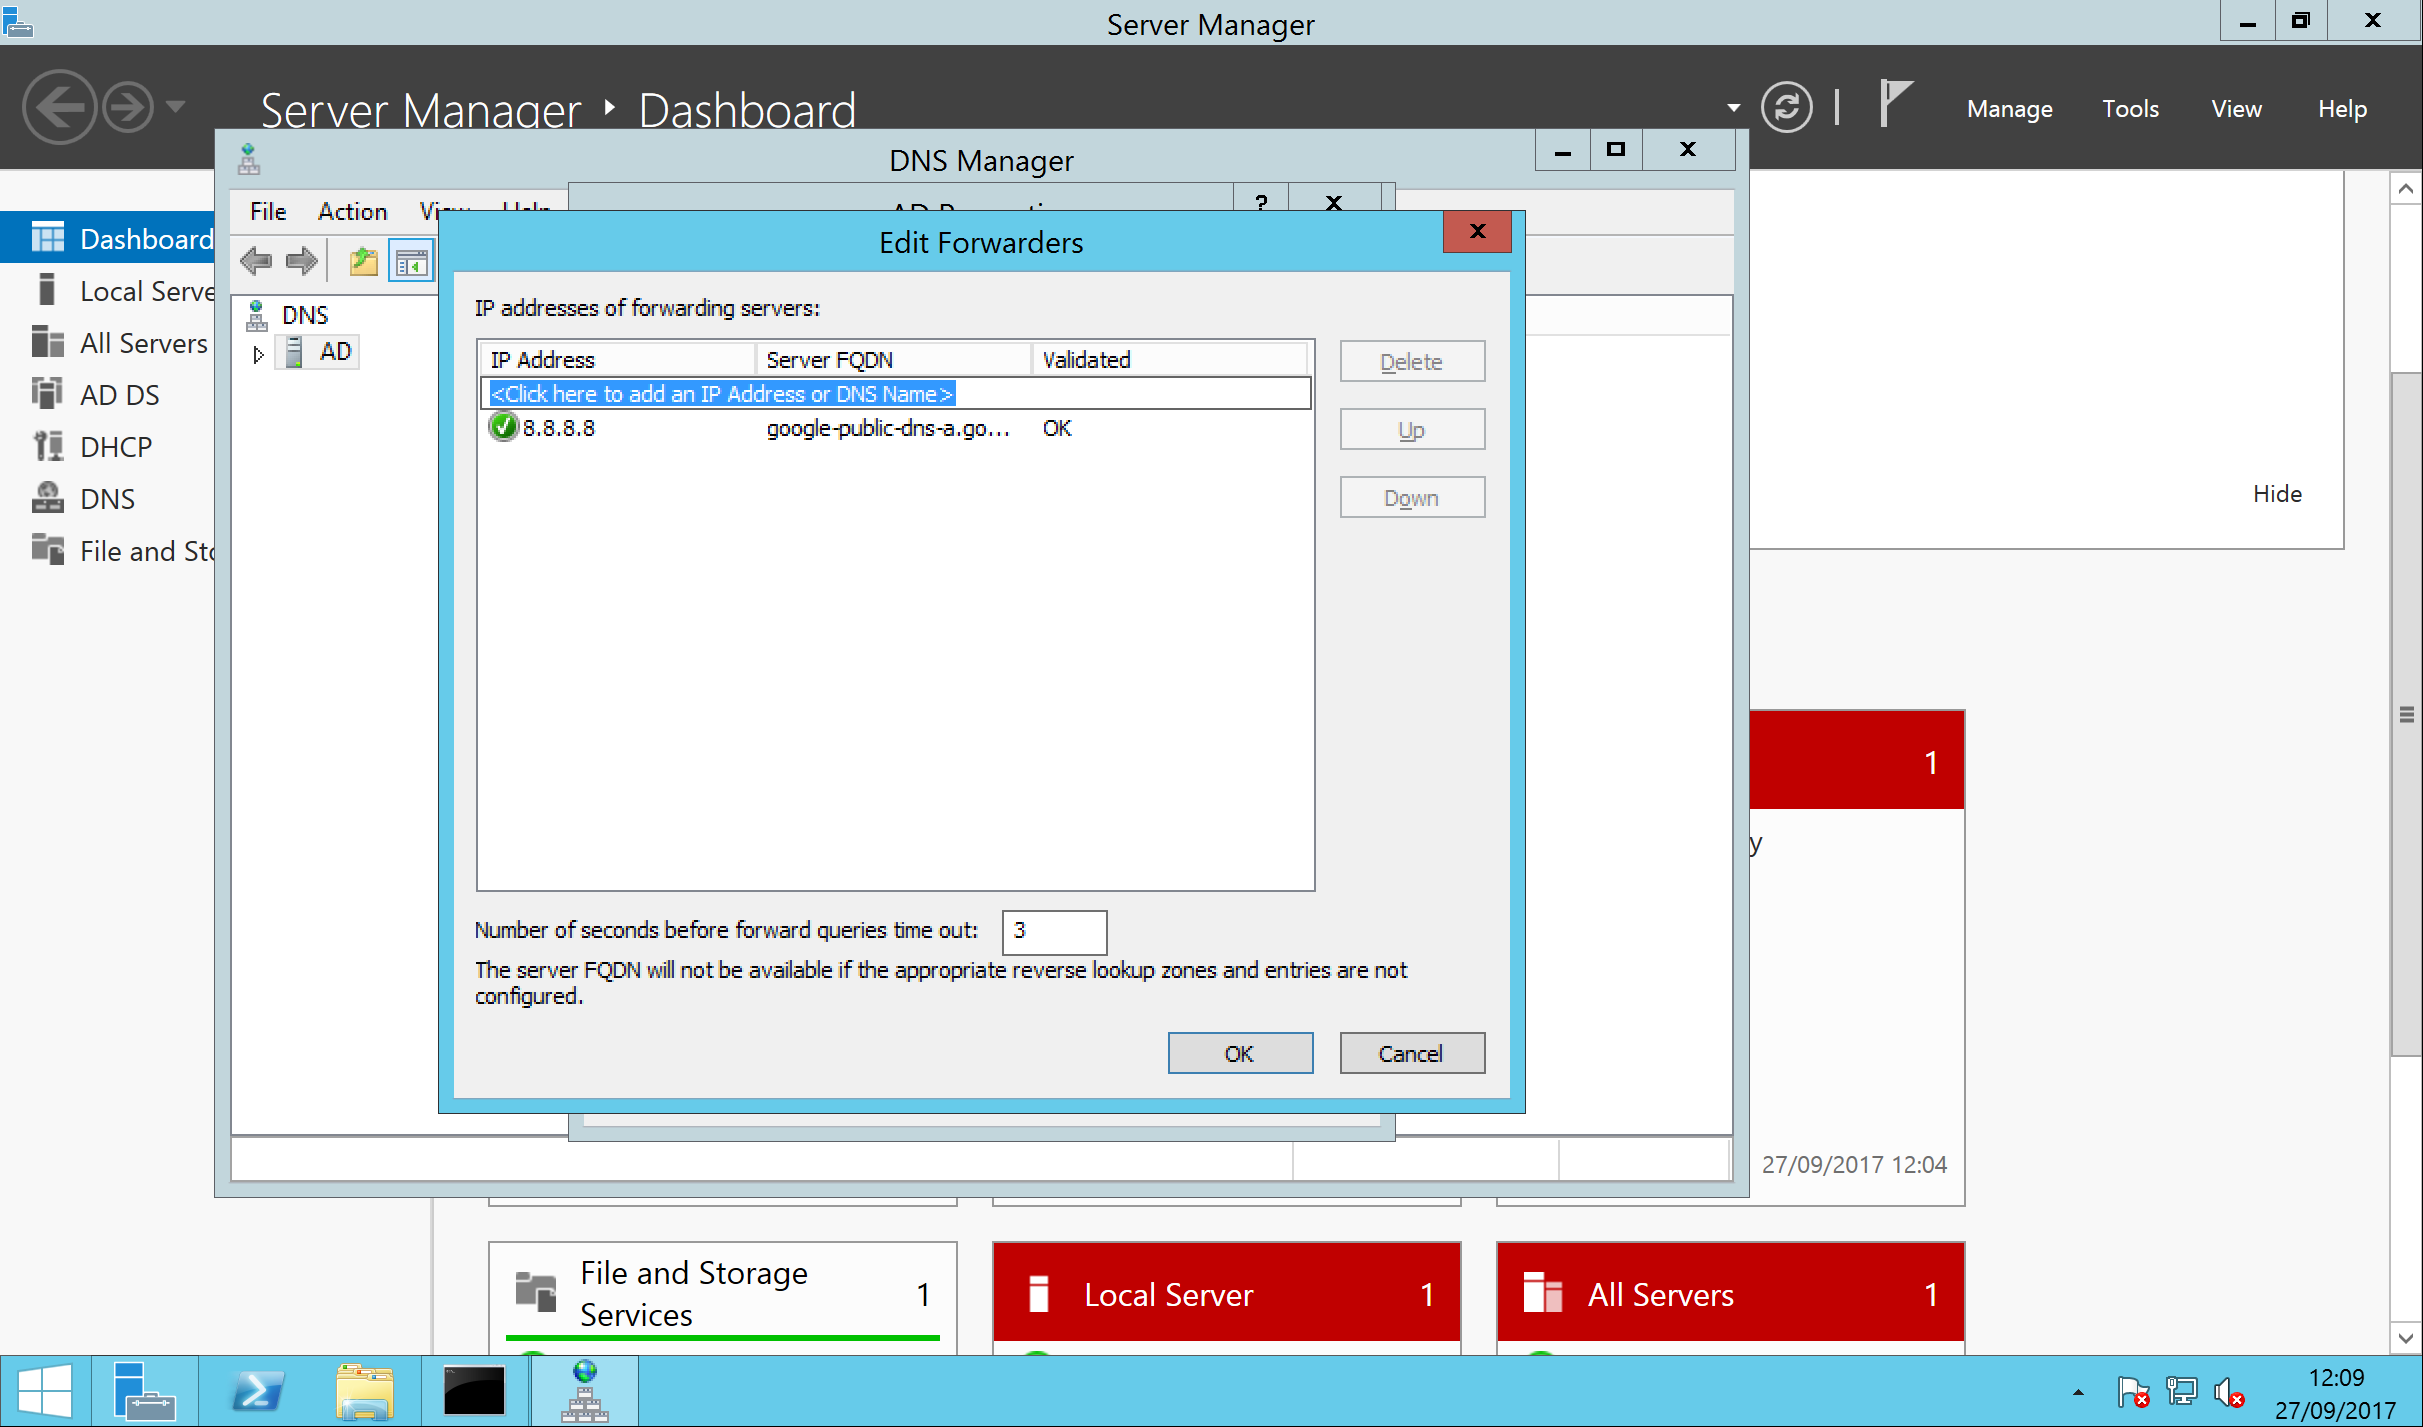 Server Manager
Server Manager • Dashboard
Manage
Tools
View
Help
DNS Manager
File
Action
View
Help
?
Edit Forwarders
Dashboard
Local Serve
All Servers
AD DS
DHCP
DNS
File and Sto
DNS
AD
IP addresses of forwarding servers:
IP Address
Server FQDN
Validated
<Click here to add an IP Address or DNS Name>
8.8.8.8
google-public-dns-a.go...
OK
Delete
Up
Down
Hide
1
y
Number of seconds before forward queries time out:
3
The server FQDN will not be available if the appropriate reverse lookup zones and entries are not
configured.
OK
Cancel
27/09/2017 12:04
File and Storage
Services
1
Local Server
1
All Servers
1
12:09
27/09/2017